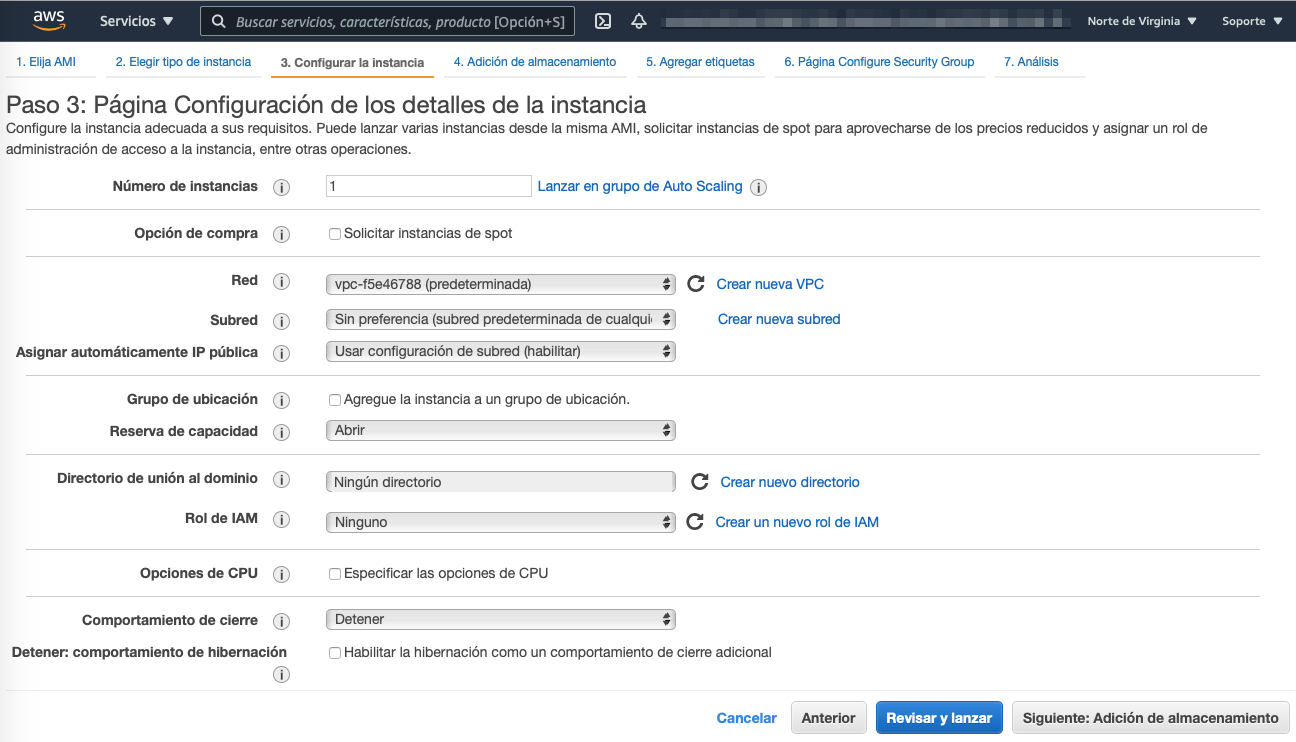 aws Servicios Buscar servicios, características, producto [Opción+S] Norte de Virginia Soporte
1. Elija AMI 2. Elegir tipo de instancia 3. Configurar la instancia 4. Adición de almacenamiento 5. Agregar etiquetas 6. Página Configure Security Group 7. Análisis
Paso 3: Página Configuración de los detalles de la instancia
Configure la instancia adecuada a sus requisitos. Puede lanzar varias instancias desde la misma AMI, solicitar instancias de spot para aprovecharse de los precios reducidos y asignar un rol de
administración de acceso a la instancia, entre otras operaciones.
Número de instancias i 1 Lanzar en grupo de Auto Scaling i
Opción de compra i Solicitar instancias de spot
Red i vpc-f5e46788 (predeterminada) Crear nueva VPC
Subred i Sin preferencia (subred predeterminada de cualqui Crear nueva subred
Asignar automáticamente IP pública i Usar configuración de subred (habilitar)
Grupo de ubicación i Agregue la instancia a un grupo de ubicación.
Reserva de capacidad i Abrir
Directorio de unión al dominio i Ningún directorio Crear nuevo directorio
Rol de IAM i Ninguno Crear un nuevo rol de IAM
Opciones de CPU i Especificar las opciones de CPU
Comportamiento de cierre i Detener
Detener: comportamiento de hibernación i Habilitar la hibernación como un comportamiento de cierre adicional
Cancelar Anterior Revisar y lanzar Siguiente: Adición de almacenamiento